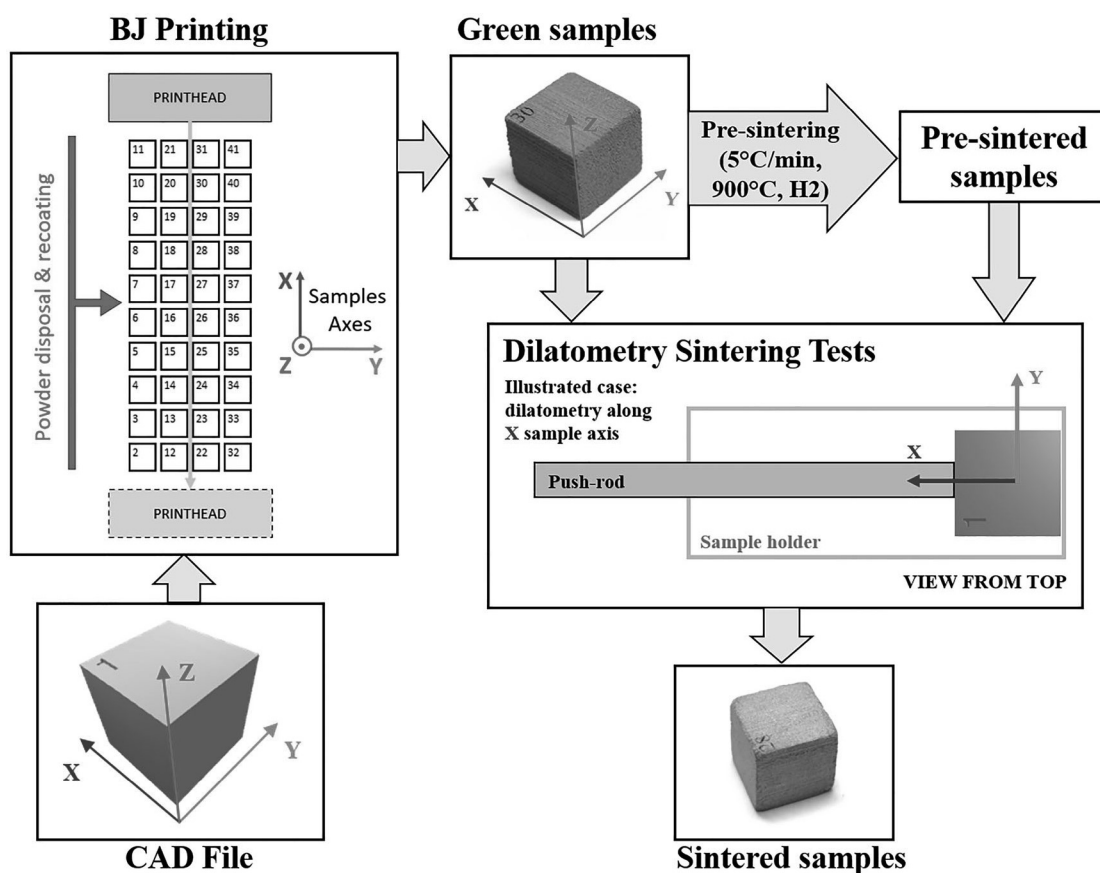 BJ Printing
PRINTHEAD
11 21 31 41
10 20 30 40
9 19 29 39
8 18 28 38
7 17 27 37
6 16 26 36
5 15 25 35
4 14 24 34
3 13 23 33
2 12 22 32
PRINTHEAD
Powder disposal & recoating
X
Samples
Axes
Z
Y
Green samples
30
Z
X
Y
Pre-sintering
(5°C/min,
900°C, H2)
Pre-sintered
samples
Dilatometry Sintering Tests
Illustrated case:
dilatometry along
X sample axis
Y
X
Push-rod
1
Sample holder
VIEW FROM TOP
1
Z
X
Y
CAD File
Sintered samples